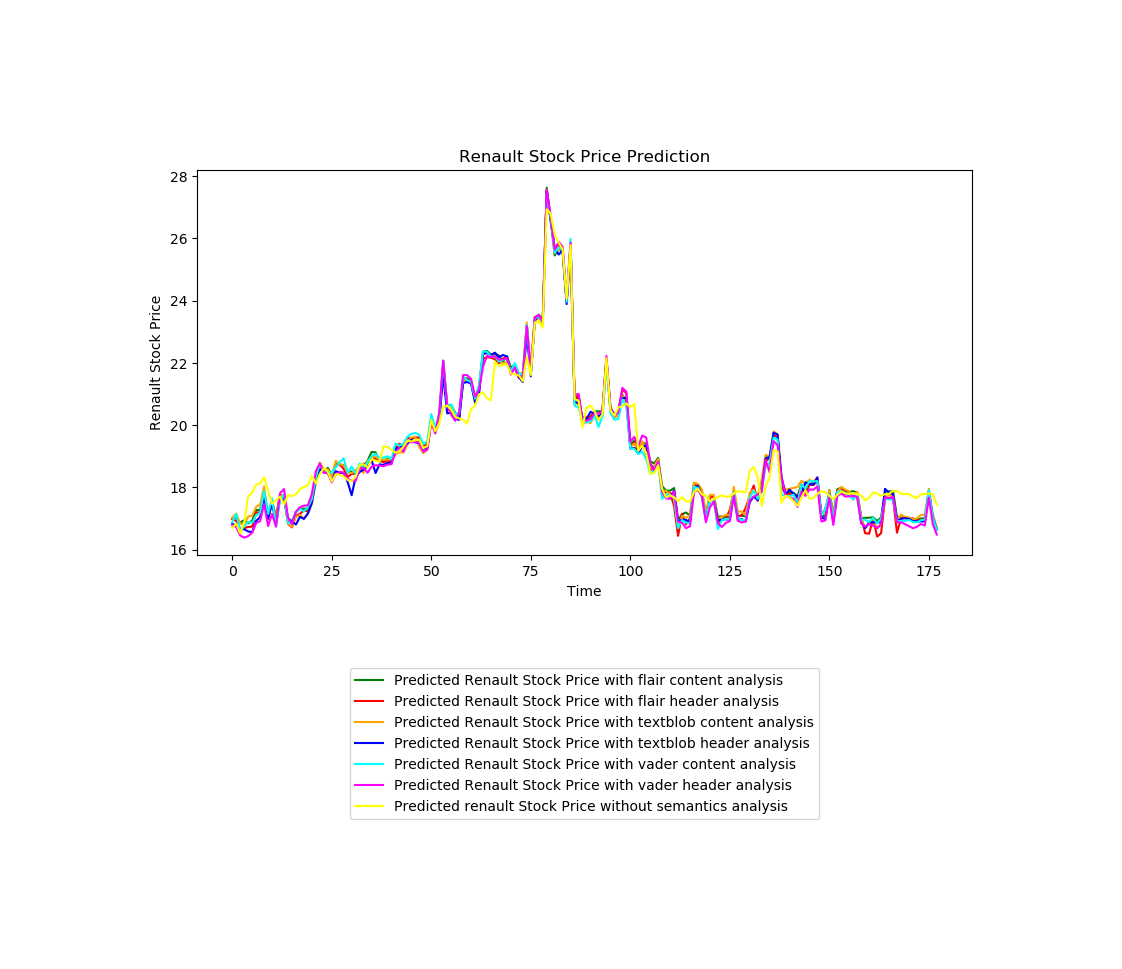 Renault Stock Price Prediction
28
26
24
22
20
18
16
Renault Stock Price
0 25 50 75 100 125 150 175
Time
Predicted Renault Stock Price with flair content analysis
Predicted Renault Stock Price with flair header analysis
Predicted Renault Stock Price with textblob content analysis
Predicted Renault Stock Price with textblob header analysis
Predicted Renault Stock Price with vader content analysis
Predicted Renault Stock Price with vader header analysis
Predicted renault Stock Price without semantics analysis